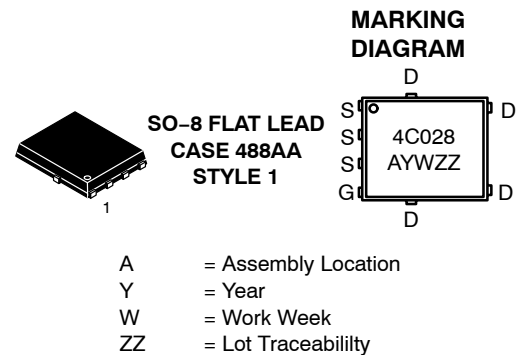 MARKING
DIAGRAM
SO−8 FLAT LEAD
CASE 488AA
STYLE 1
1
D
S
D
S
4C028
S
AYWZZ
G
D
D
A = Assembly Location
Y = Year
W = Work Week
ZZ = Lot Traceabililty